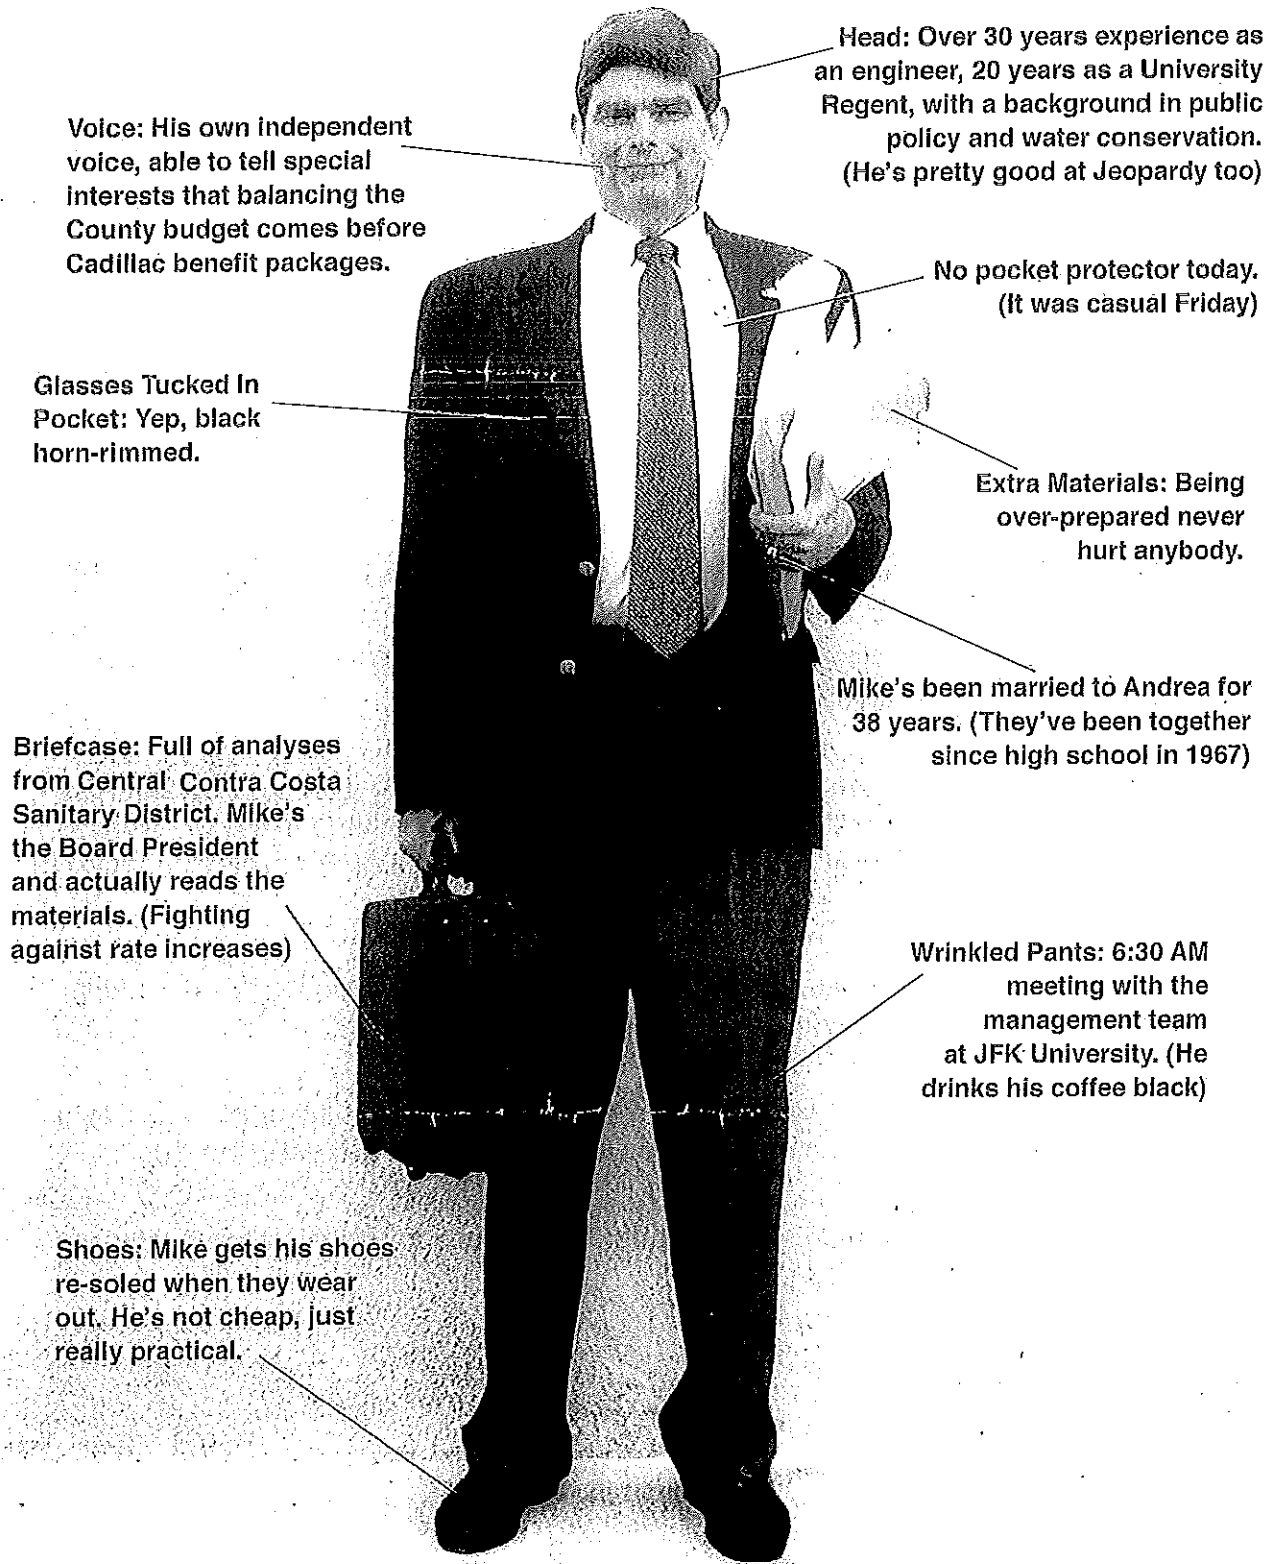 Head: Over 30 years experience as
an engineer, 20 years as a University
Regent, with a background in public
policy and water conservation.
(He's pretty good at Jeopardy too)
Voice: His own independent
voice, able to tell special
interests that balancing the
County budget comes before
Cadillac benefit packages.
No pocket protector today.
(It was casual Friday)
Glasses Tucked In
Pocket: Yep, black
horn-rimmed.
Extra Materials: Being
over-prepared never
hurt anybody.
Mike's been married to Andrea for
38 years. (They've been together
since high school in 1967)
Briefcase: Full of analyses
from Central Contra Costa
Sanitary District. Mike's
the Board President
and actually reads the
materials. (Fighting
against rate increases)
Wrinkled Pants: 6:30 AM
meeting with the
management team
at JFK University. (He
drinks his coffee black)
Shoes: Mike gets his shoes
re-soled when they wear
out. He's not cheap, just
really practical.